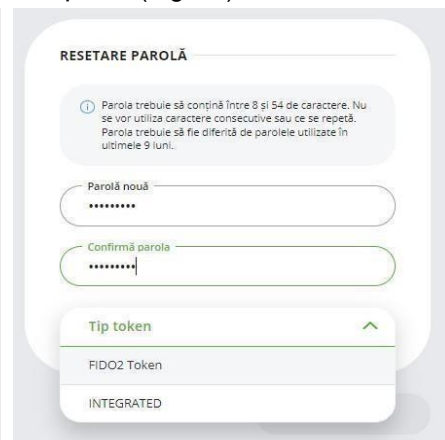 RESETARE PAROLĂ
Parola trebuie să conțină între 8 și 54 de caractere. Nu
se vor utiliza caractere consecutive sau ce se repetă.
Parola trebuie să fie diferită de parolele utilizate în
ultimele 9 luni.
Parolă nouă
•••••••••
Confirmă parola
•••••••••
Tip token
FIDO2 Token
INTEGRATED